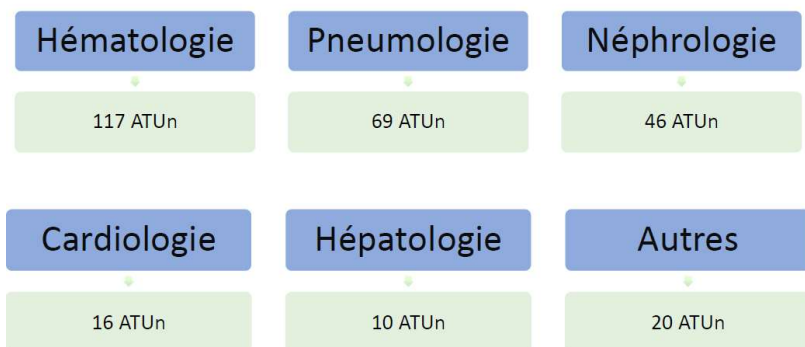 Hématologie
Pneumologie
Néphrologie
117 ATUn
69 ATUn
46 ATUn
Cardiologie
Hépatologie
Autres
16 ATUn
10 ATUn
20 ATUn